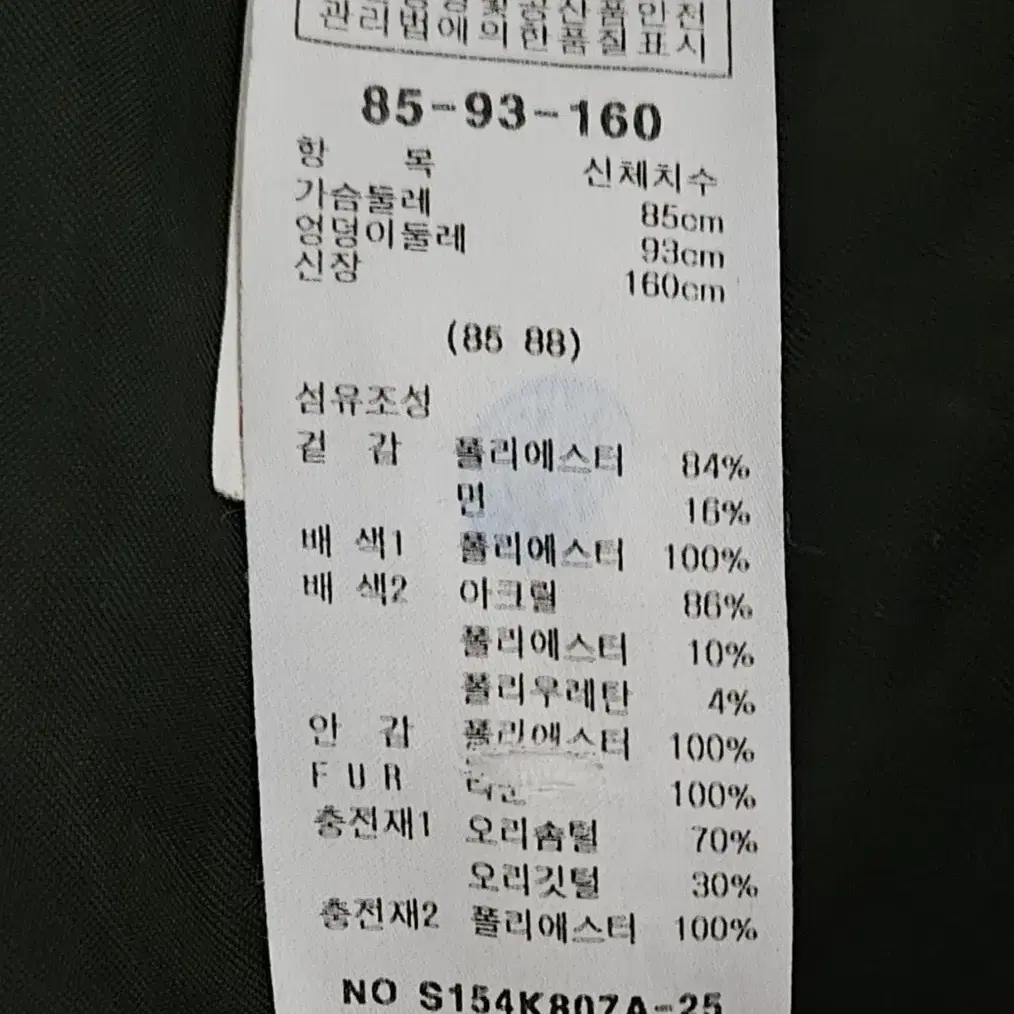 관리법에의한품질표시
85-93-160
항 목 신체치수
가슴둘레 85cm
엉덩이둘레 93cm
신장 160cm
(85 88)
섬유조성
겉 감 폴리에스터 84%
면 16%
배 색1 폴리에스터 100%
배 색2 아크릴 86%
폴리에스터 10%
폴리우레탄 4%
안 감 폴리에스터 100%
FUR 100%
충전재1 오리솜털 70%
오리깃털 30%
충전재2 폴리에스터 100%
NO S154K807A-25